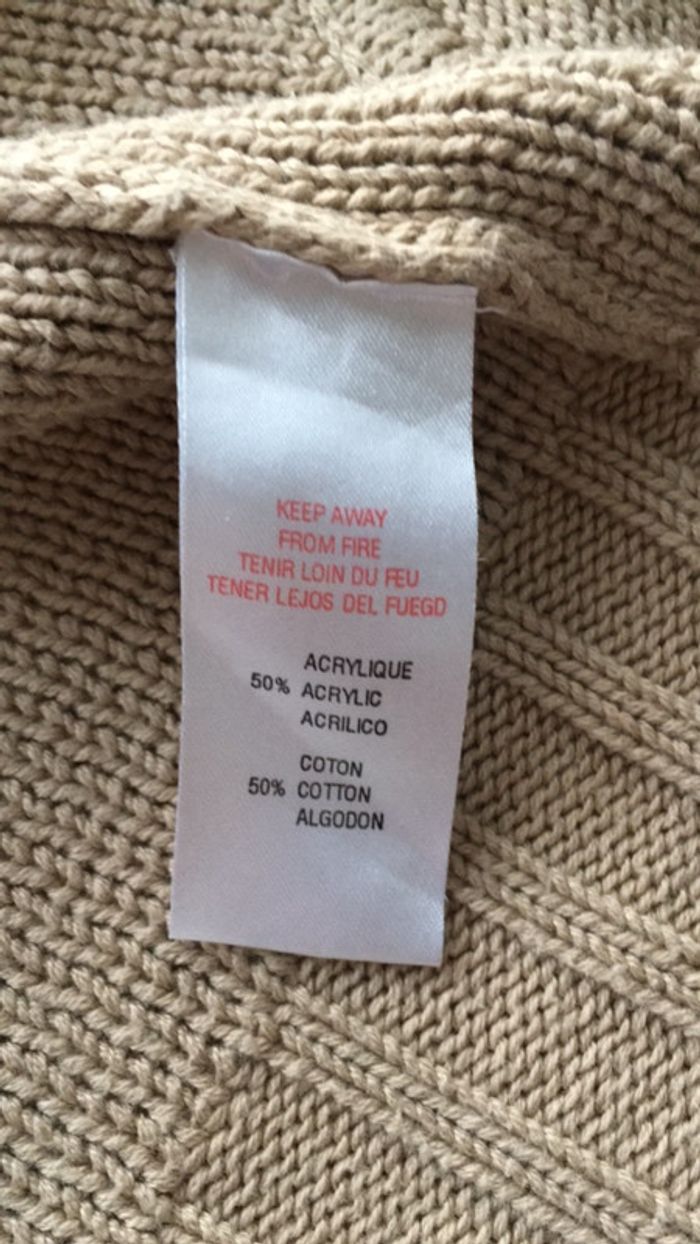 KEEP AWAY
FROM FIRE
TENIR LOIN DU FEU
TENER LEJOS DEL FUEGD
ACRYLIQUE
50% ACRYLIC
ACRILICO
COTON
50% COTTON
ALGODON